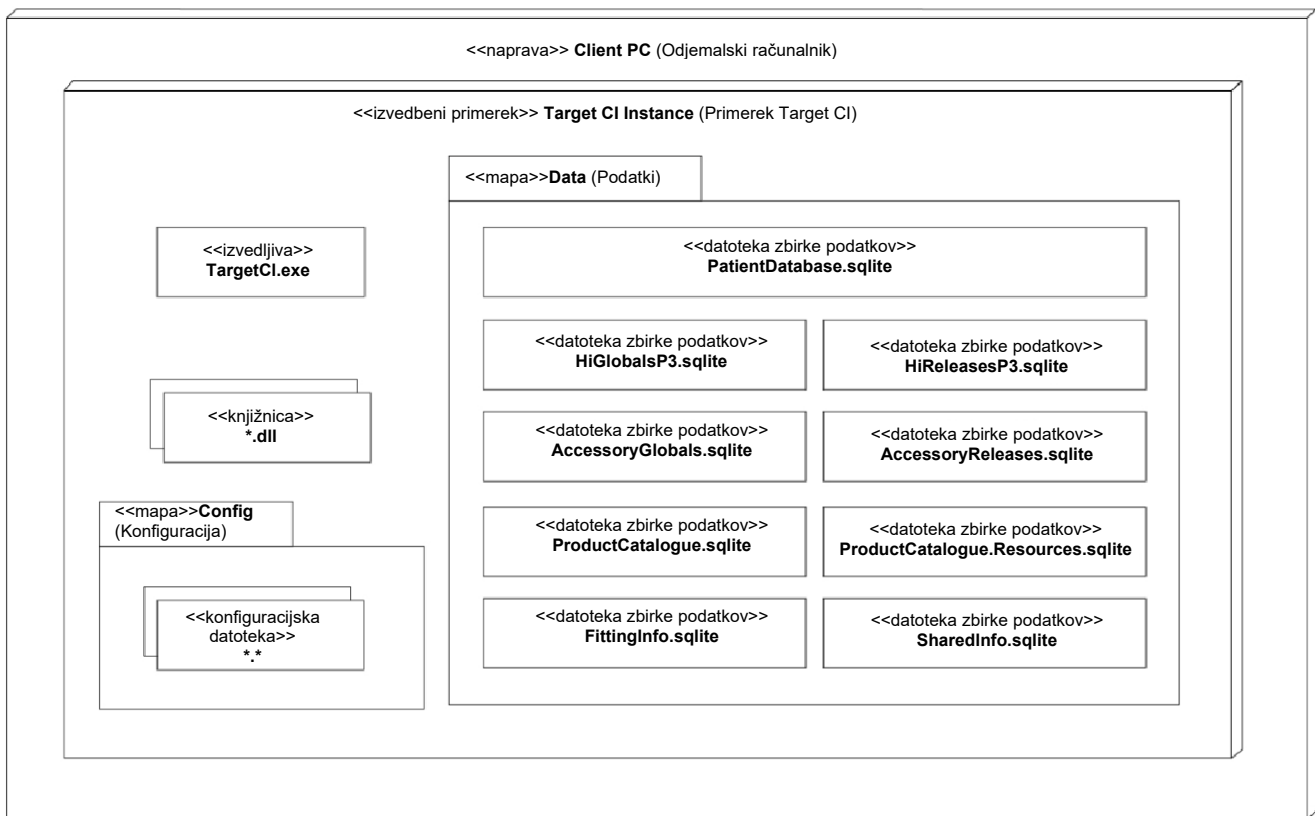 <<naprava>> Client PC (Odjemalski računalnik)
<<izvedbeni primerek>> Target CI Instance (Primerek Target CI)
<<izvedljiva>>
TargetCI.exe
<<knjižnica>>
*.dll
<<mapa>>Config
(Konfiguracija)
<<konfiguracijska
datoteka>>
*.*
<<mapa>>Data (Podatki)
<<datoteka zbirke podatkov>>
PatientDatabase.sqlite
<<datoteka zbirke podatkov>>
HiGlobalsP3.sqlite
<<datoteka zbirke podatkov>>
HiReleasesP3.sqlite
<<datoteka zbirke podatkov>>
AccessoryGlobals.sqlite
<<datoteka zbirke podatkov>>
AccessoryReleases.sqlite
<<datoteka zbirke podatkov>>
ProductCatalogue.sqlite
<<datoteka zbirke podatkov>>
ProductCatalogue.Resources.sqlite
<<datoteka zbirke podatkov>>
FittingInfo.sqlite
<<datoteka zbirke podatkov>>
SharedInfo.sqlite